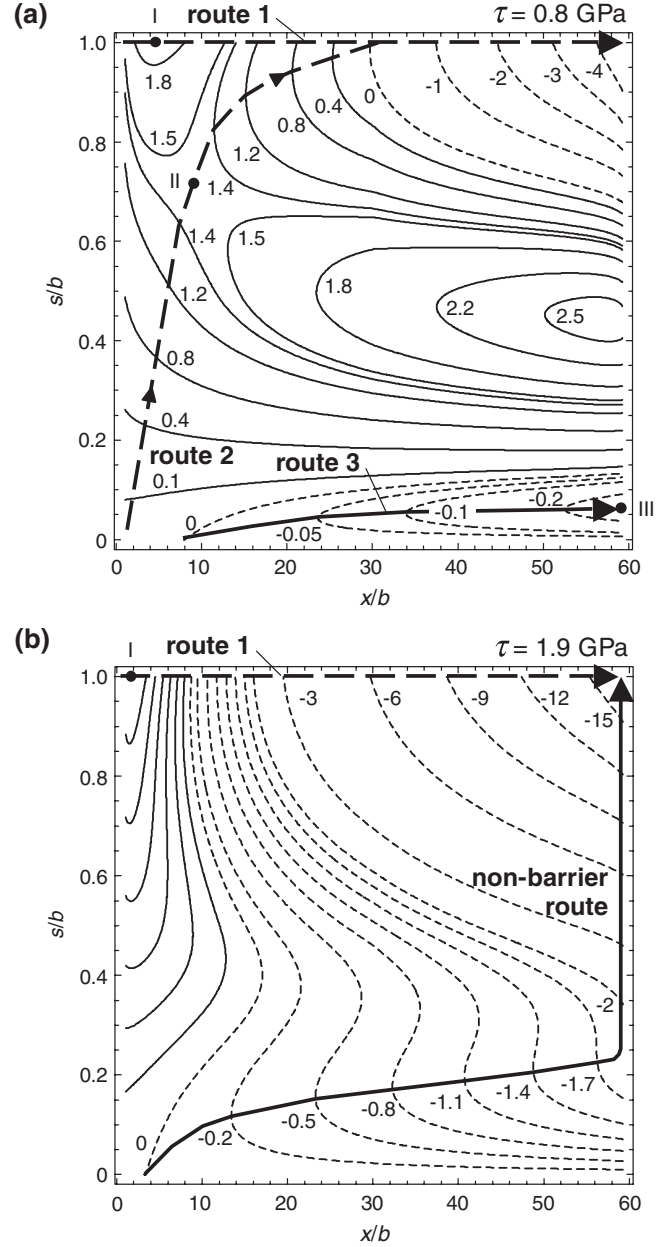 (a)
I
route 1
τ = 0.8 GPa
1.0
0.8
0.6
0.4
0.2
0
s/b
1.8
1.5
0.4
0.8
1.2
1.4
0
-1
-2
-3
-4
II
1.4
1.2
0.8
0.4
0.1
1.5
1.8
2.2
2.5
route 2
route 3
0
-0.05
-0.1
-0.2
III
0 10 20 30 40 50 60
x/b
(b)
I
route 1
τ = 1.9 GPa
1.0
0.8
0.6
0.4
0.2
0
s/b
-3
-6
-9
-12
-15
non-barrier
route
-2
0
-0.2
-0.5
-0.8
-1.1
-1.4
-1.7
0 10 20 30 40 50 60
x/b